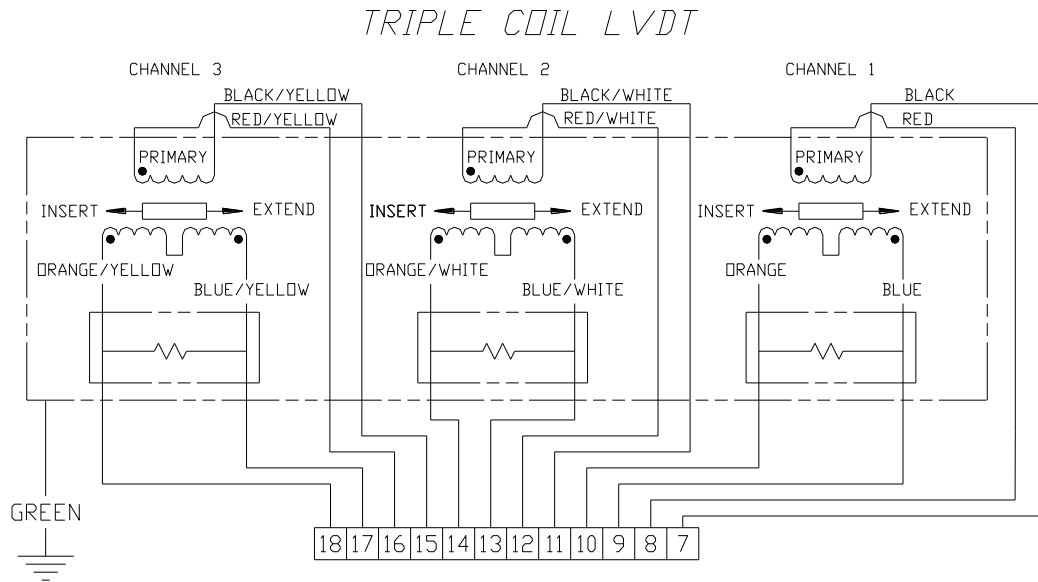 TRIPLE COIL LVDT
CHANNEL 3
CHANNEL 2
CHANNEL 1
BLACK/YELLOW
BLACK/WHITE
BLACK
RED/YELLOW
RED/WHITE
RED
PRIMARY
PRIMARY
PRIMARY
INSERT
EXTEND
INSERT
EXTEND
INSERT
EXTEND
ORANGE/YELLOW
ORANGE/WHITE
ORANGE
BLUE/YELLOW
BLUE/WHITE
BLUE
GREEN
18 17 16 15 14 13 12 11 10 9 8 7